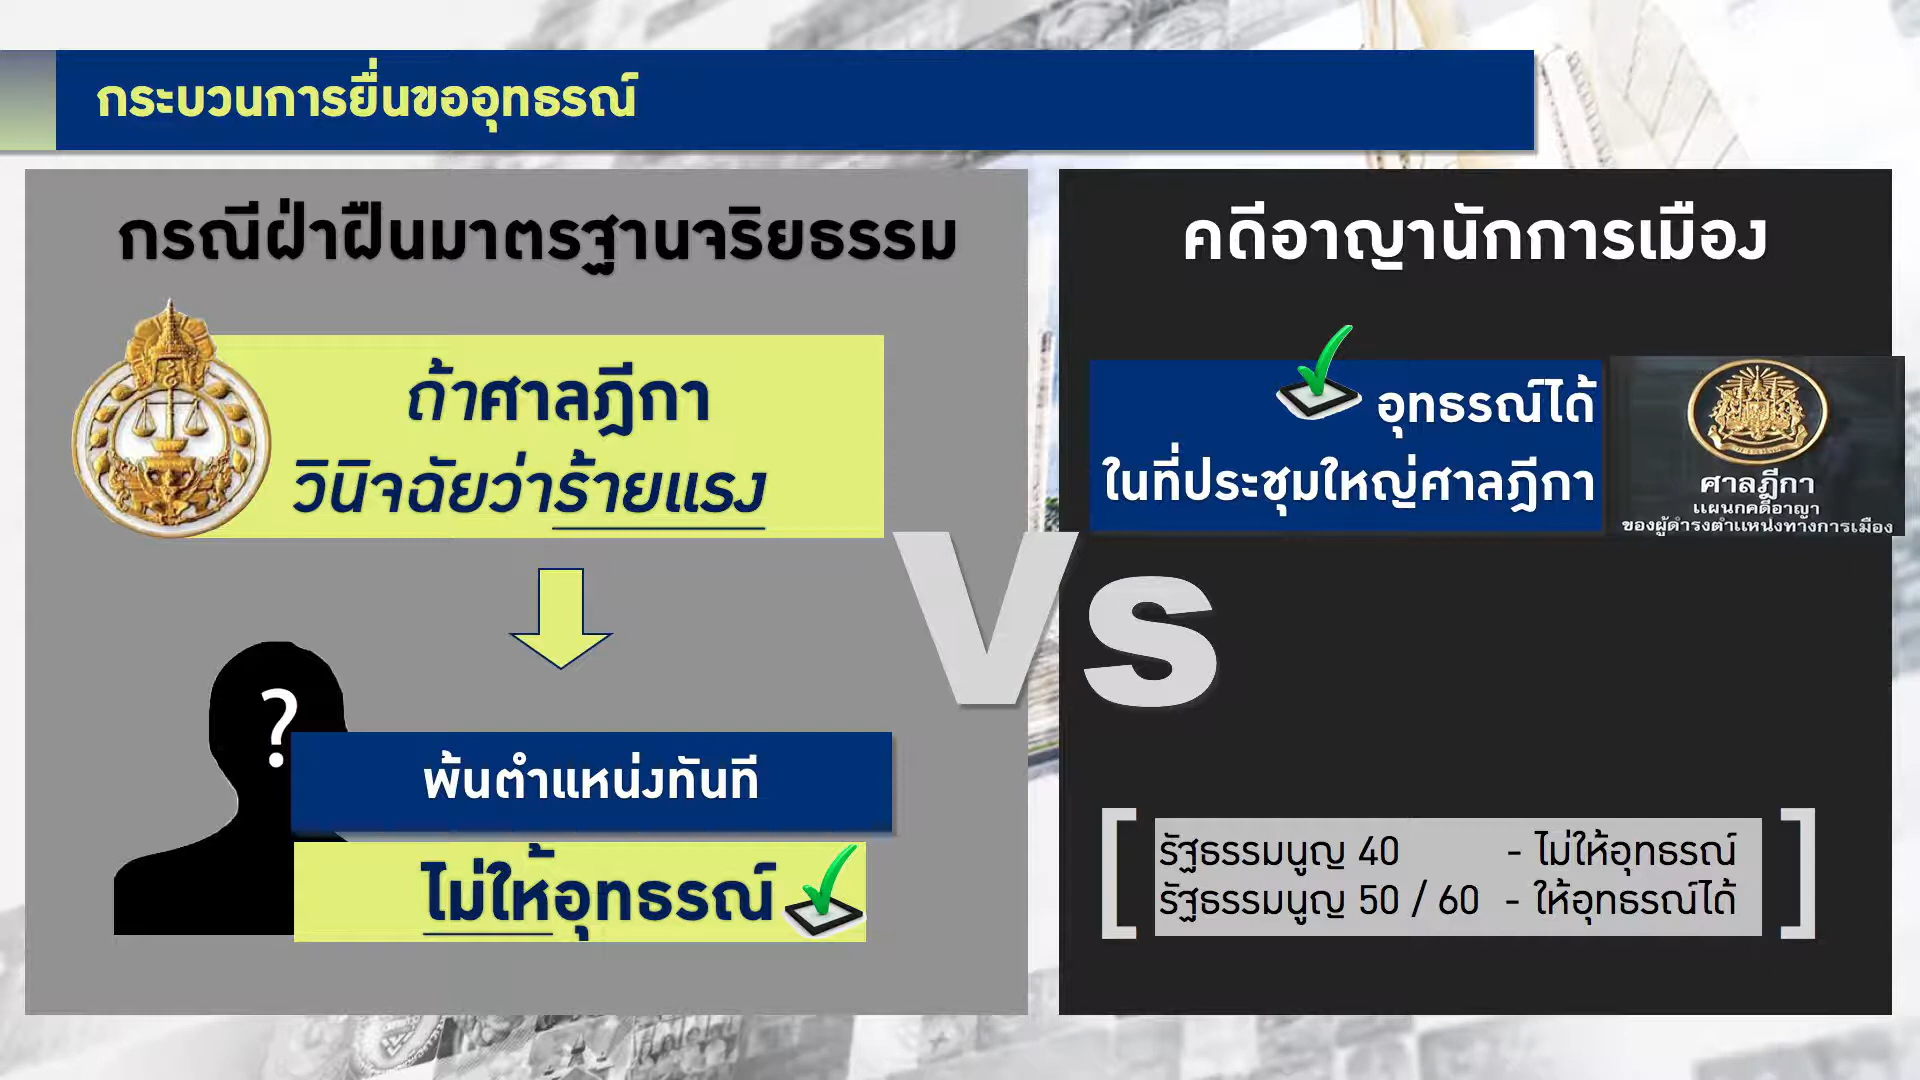 กระบวนการยื่นขออุทธรณ์
กรณีฝ่าฝืนมาตรฐานจริยธรรม
ถ้าศาลฎีกา
วินิจฉัยว่าร้ายแรง
?
พ้นตำแหน่งทันที
ไม่ให้อุทธรณ์
Vs
คดีอาญานักการเมือง
อุทธรณ์ได้
ในที่ประชุมใหญ่ศาลฎีกา
ศาลฎีกา
แผนกคดีอาญา
ของผู้ดำรงตำแหน่งทางการเมือง
[ รัฐธรรมนูญ 40 - ไม่ให้อุทธรณ์
รัฐธรรมนูญ 50 / 60 - ให้อุทธรณ์ได้ ]